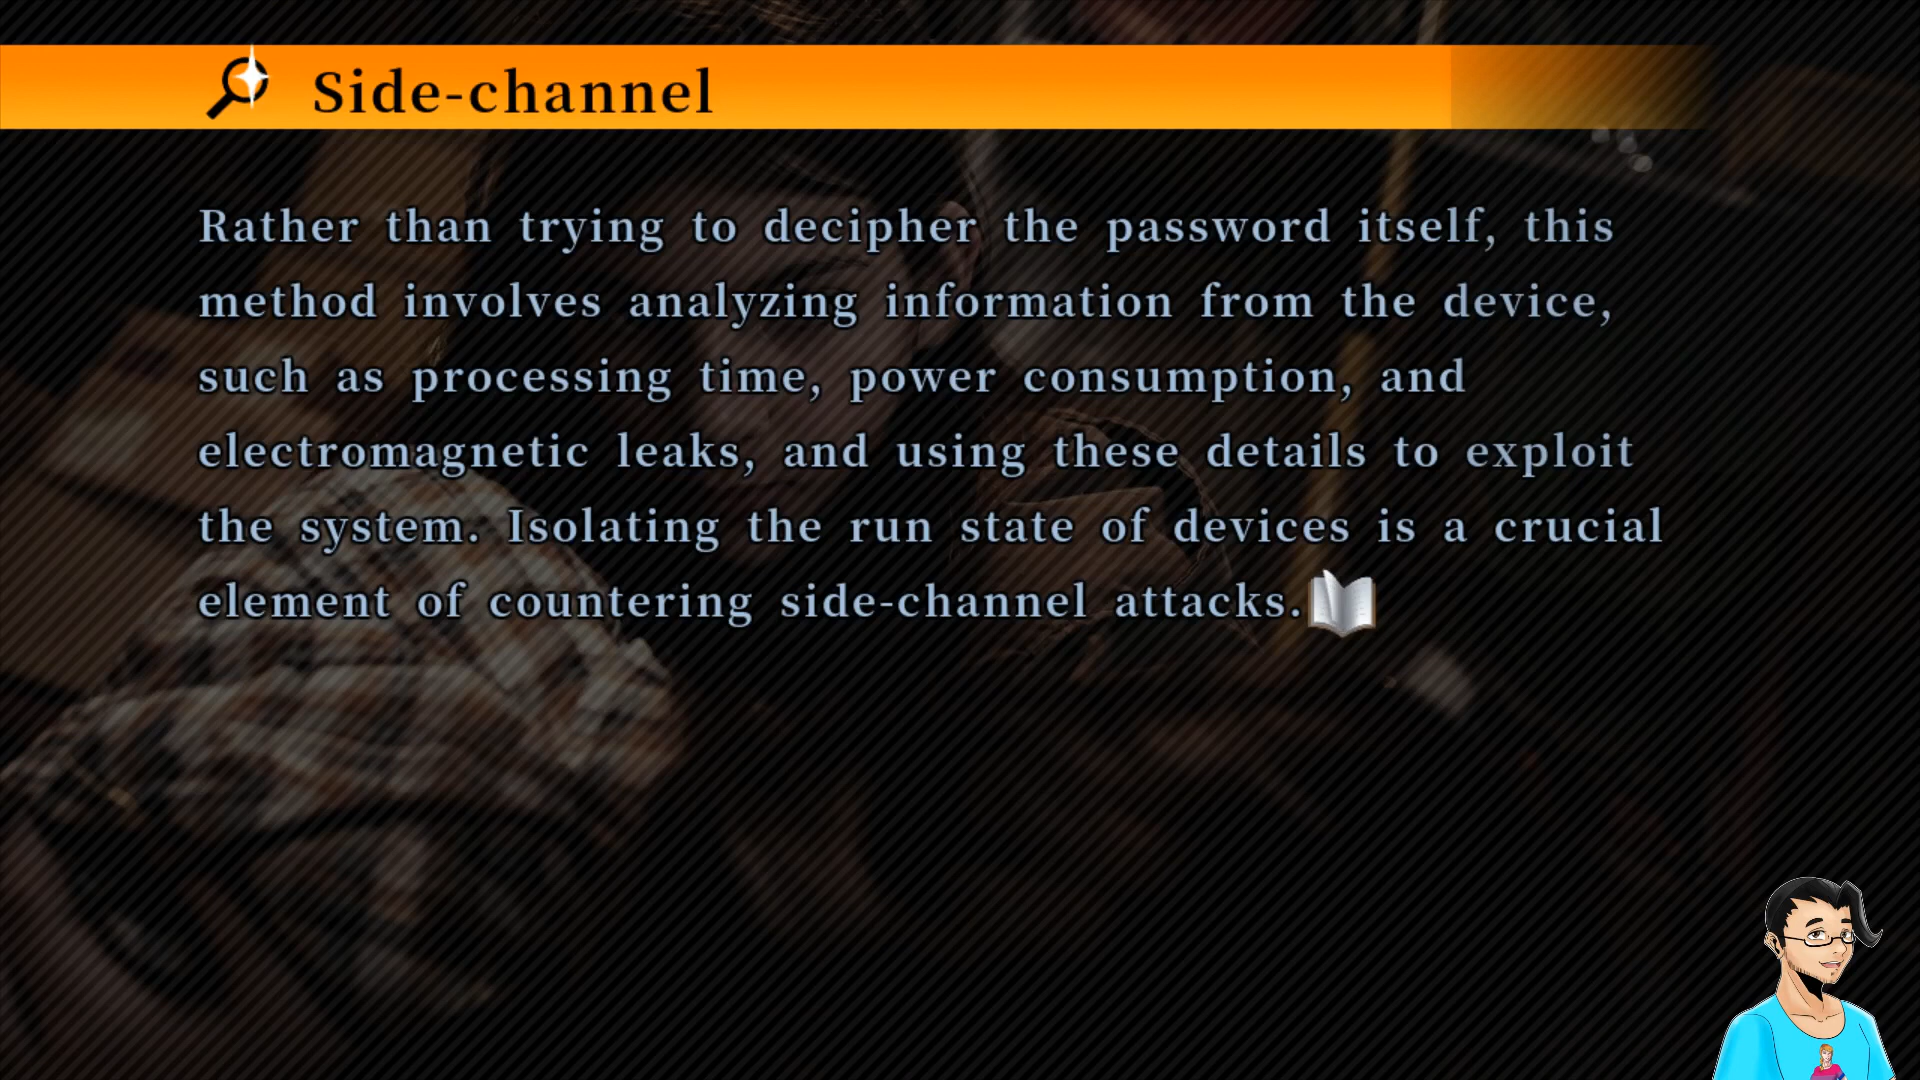 Side-channel
Rather than trying to decipher the password itself, this
method involves analyzing information from the device,
such as processing time, power consumption, and
electromagnetic leaks, and using these details to exploit
the system. Isolating the run state of devices is a crucial
element of countering side-channel attacks.